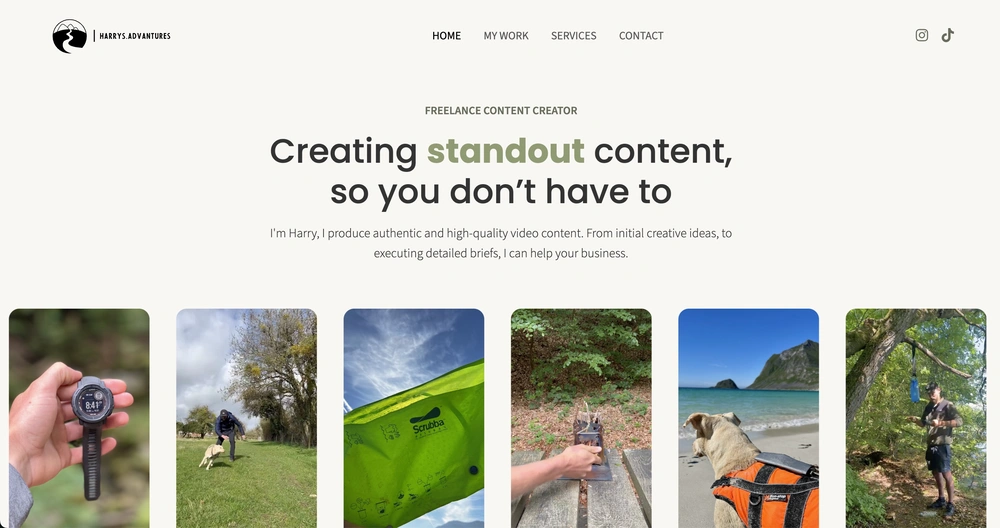 HARRYS.ADVANTURES
HOME
MY WORK
SERVICES
CONTACT
FREELANCE CONTENT CREATOR
Creating standout content,
so you don’t have to
I'm Harry, I produce authentic and high-quality video content. From initial creative ideas, to
executing detailed briefs, I can help your business.
8:41
Scrubba